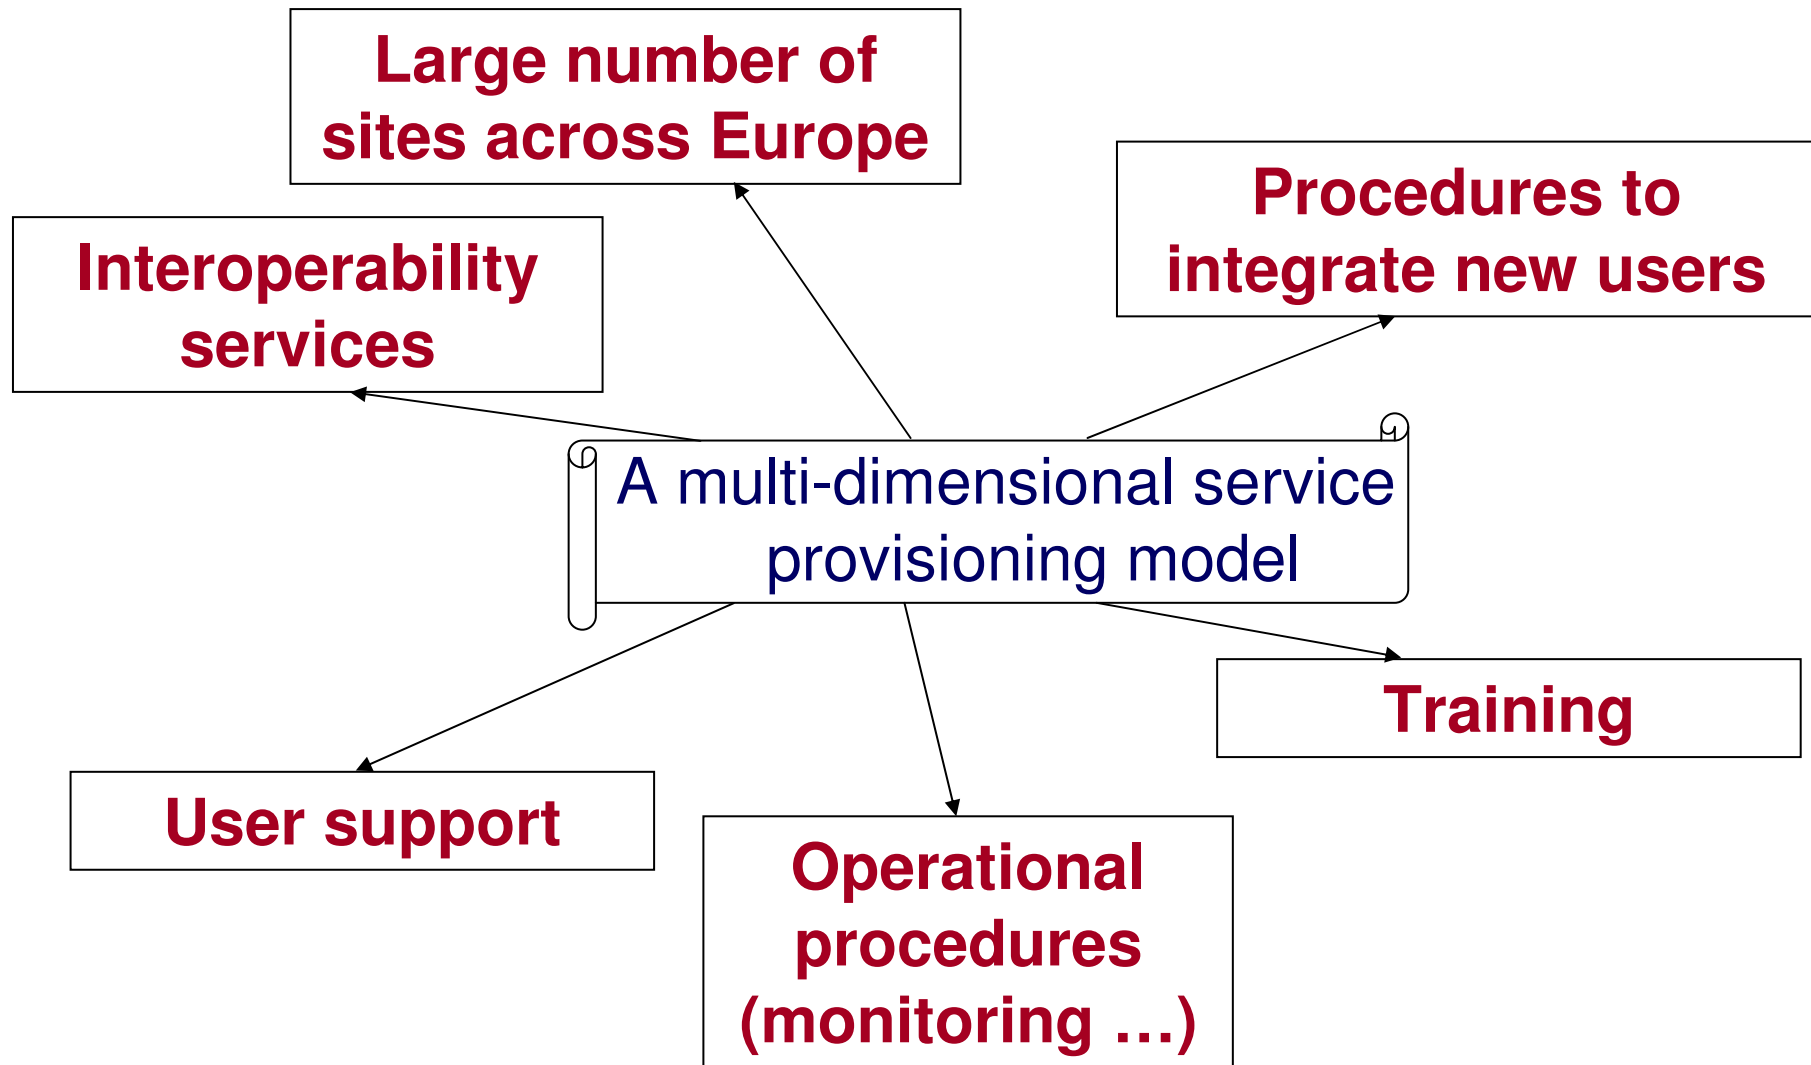 Large number of
sites across Europe
Procedures to
integrate new users
Interoperability
services
A multi-dimensional service
provisioning model
Training
User support
Operational
procedures
(monitoring …)